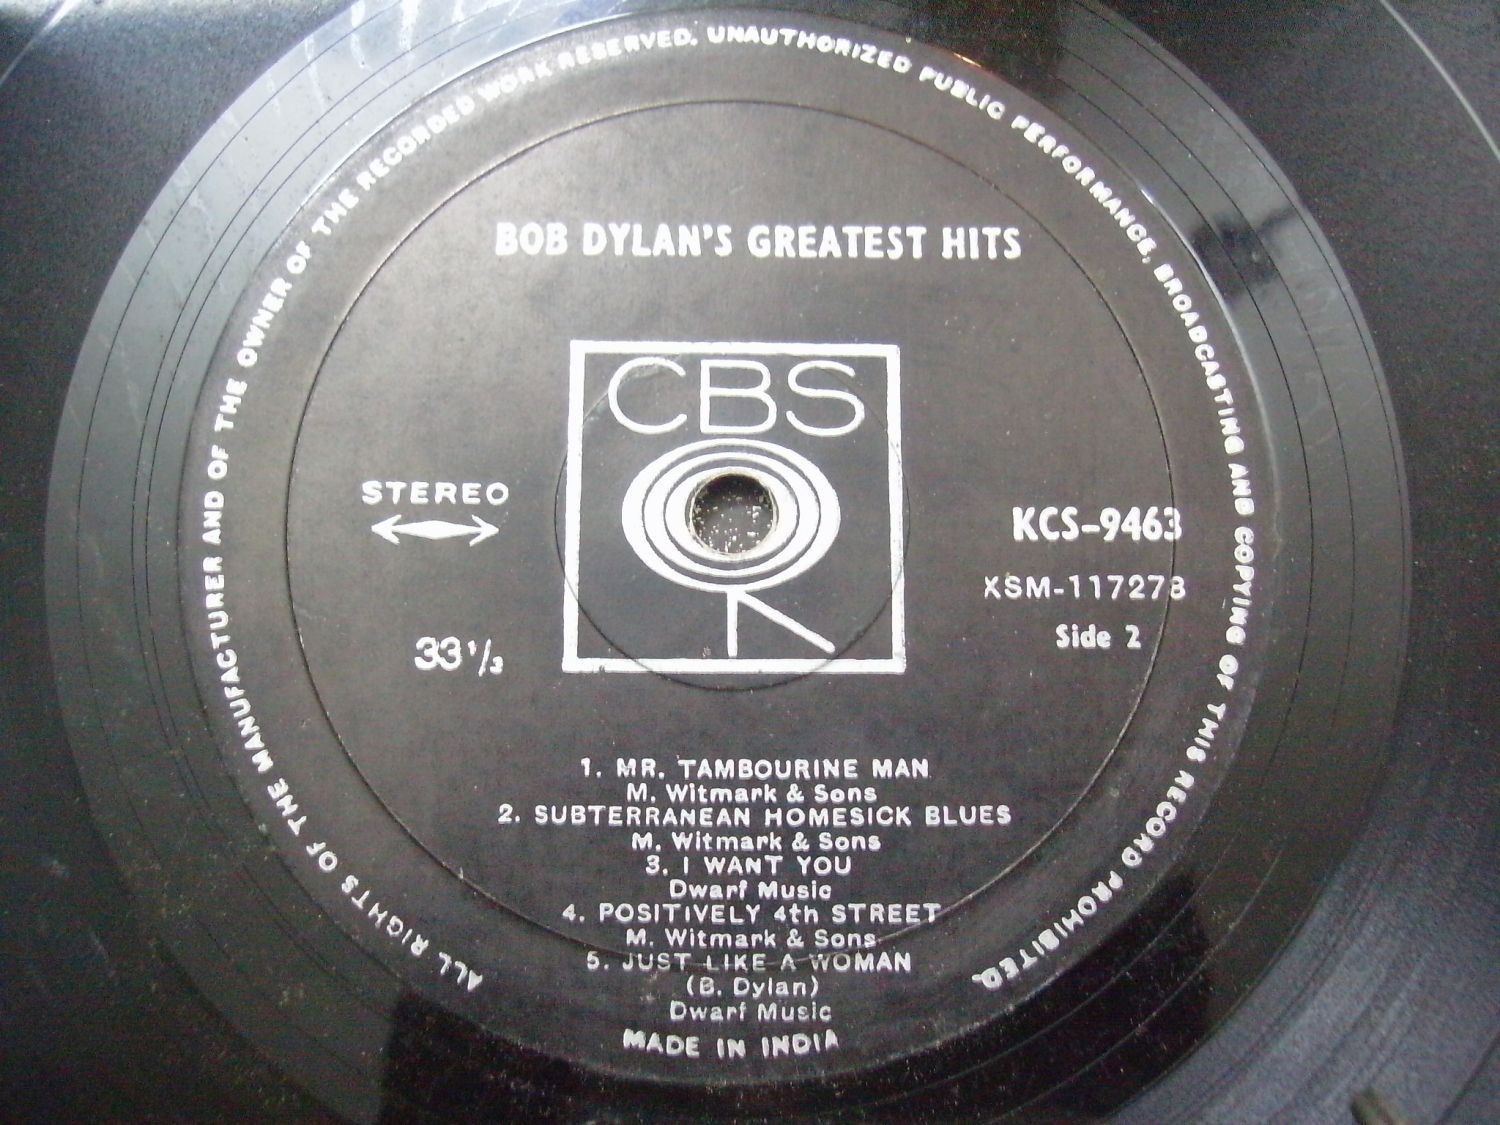 ALL RIGHTS OF THE MANUFACTURER AND OF THE OWNER OF THE RECORDED WORK RESERVED. UNAUTHORIZED PUBLIC PERFORMANCE, BROADCASTING AND COPYING OF THIS RECORD PROHIBITED.
BOB DYLAN'S GREATEST HITS
CBS
STEREO
33⅓
KCS-9463
XSM-117278
Side 2
1. MR. TAMBOURINE MAN
M. Witmark & Sons
2. SUBTERRANEAN HOMESICK BLUES
M. Witmark & Sons
3. I WANT YOU
Dwarf Music
4. POSITIVELY 4th STREET
M. Witmark & Sons
5. JUST LIKE A WOMAN
(B. Dylan)
Dwarf Music
MADE IN INDIA